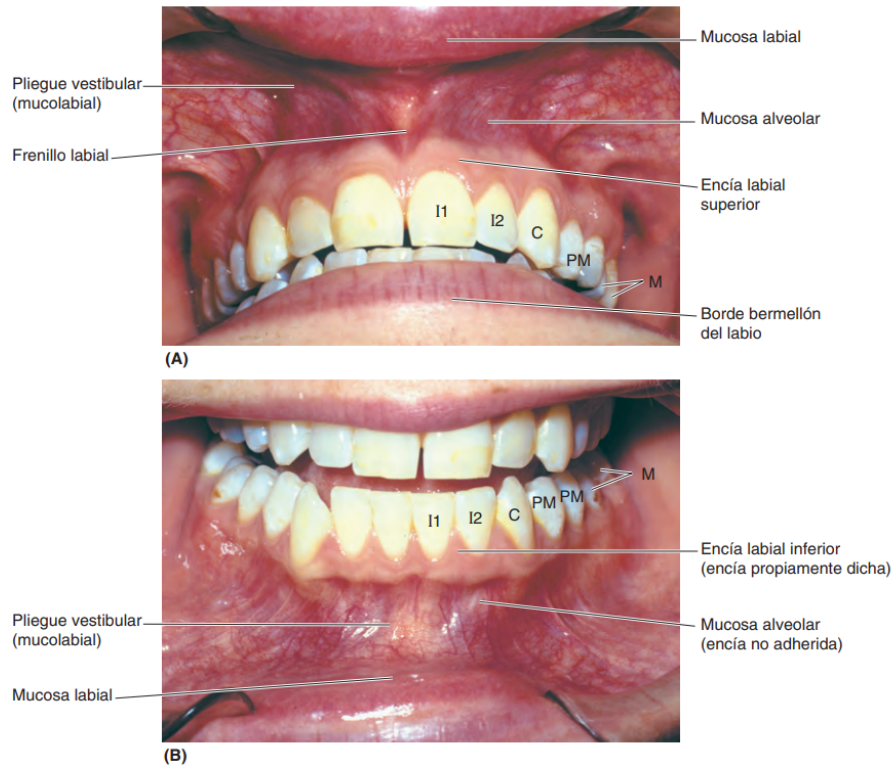 Mucosa labial
Pliegue vestibular
(mucolabial)
Mucosa alveolar
Frenillo labial
Encía labial
superior
I1
I2
C
PM
M
Borde bermellón
del labio
(A)
M
PM
PM
C
I2
I1
Encía labial inferior
(encía propiamente dicha)
Pliegue vestibular
(mucolabial)
Mucosa alveolar
(encía no adherida)
Mucosa labial
(B)